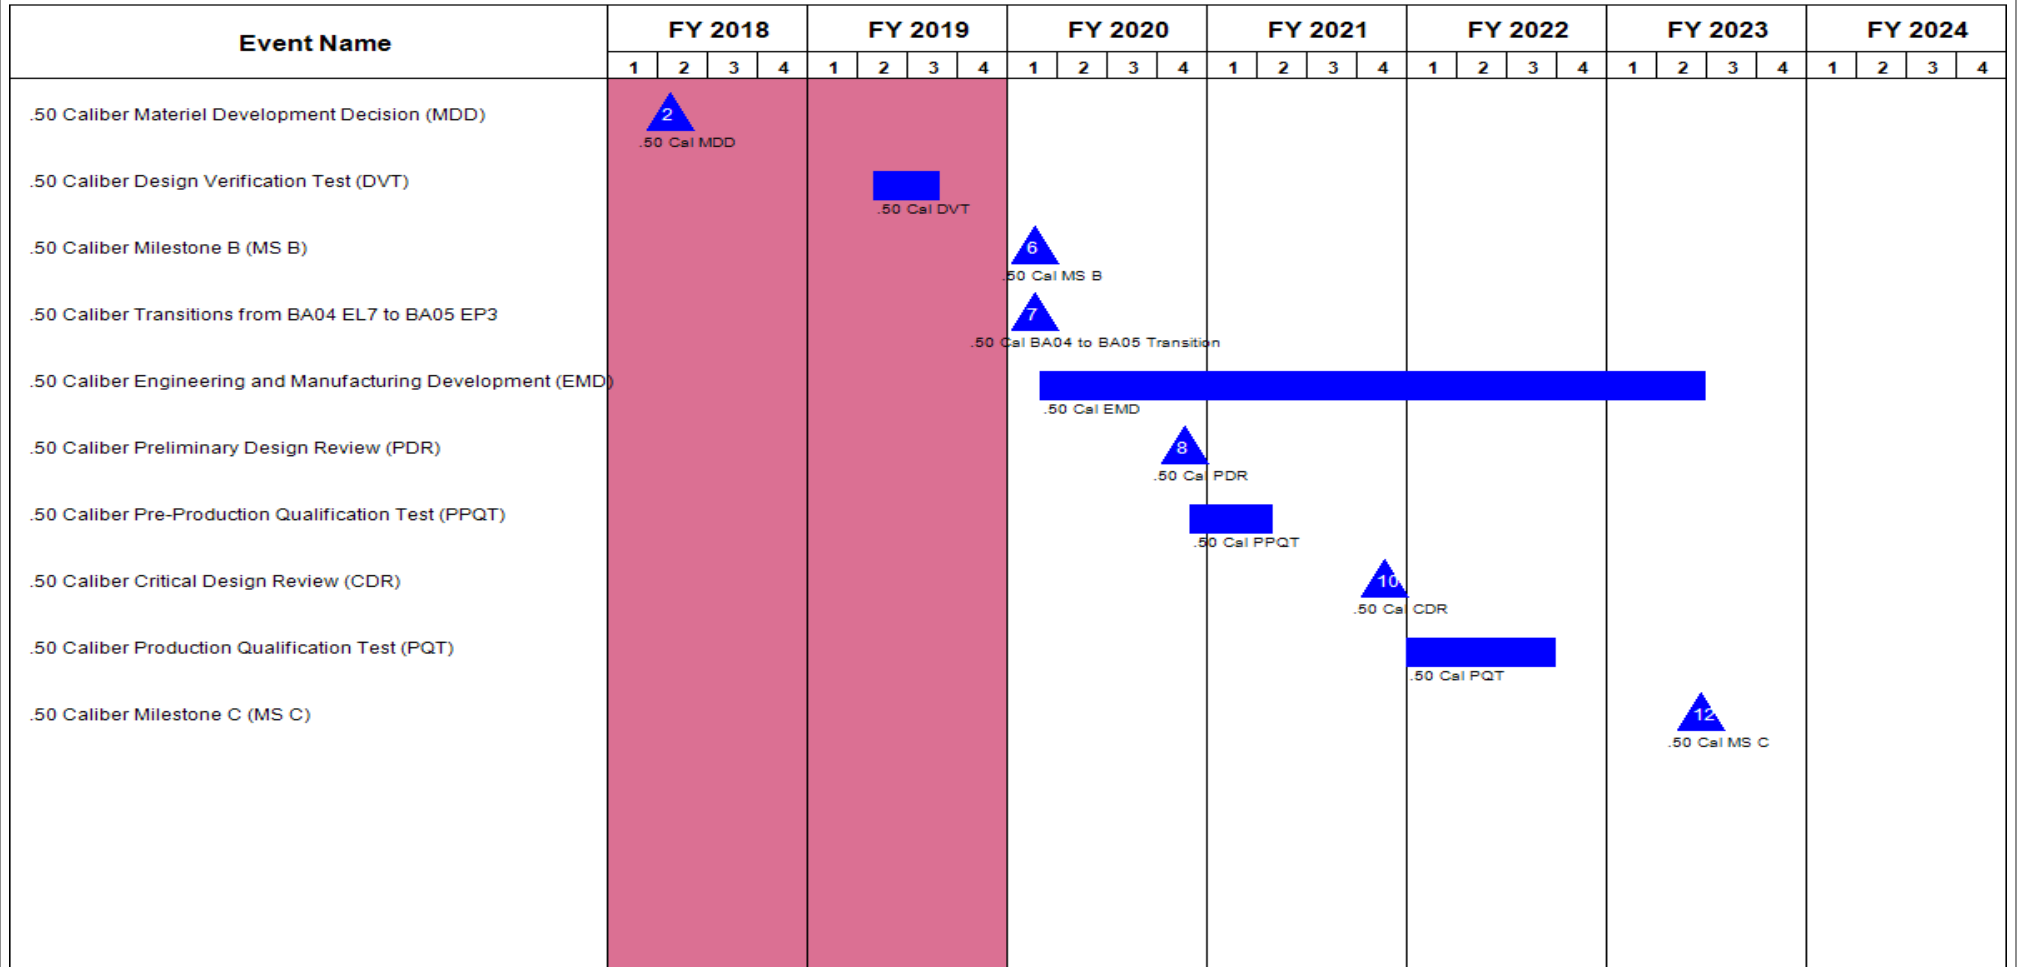 Event Name
FY 2018 FY 2019 FY 2020 FY 2021 FY 2022 FY 2023 FY 2024
1 2 3 4 1 2 3 4 1 2 3 4 1 2 3 4 1 2 3 4 1 2 3 4 1 2 3 4
.50 Caliber Materiel Development Decision (MDD)
2
.50 Cal MDD
.50 Caliber Design Verification Test (DVT)
.50 Cal DVT
.50 Caliber Milestone B (MS B)
6
.50 Cal MS B
.50 Caliber Transitions from BA04 EL7 to BA05 EP3
7
.50 Cal BA04 to BA05 Transition
.50 Caliber Engineering and Manufacturing Development (EMD)
.50 Cal EMD
.50 Caliber Preliminary Design Review (PDR)
8
.50 Cal PDR
.50 Caliber Pre-Production Qualification Test (PPQT)
.50 Cal PPQT
.50 Caliber Critical Design Review (CDR)
10
.50 Cal CDR
.50 Caliber Production Qualification Test (PQT)
.50 Cal PQT
.50 Caliber Milestone C (MS C)
12
.50 Cal MS C